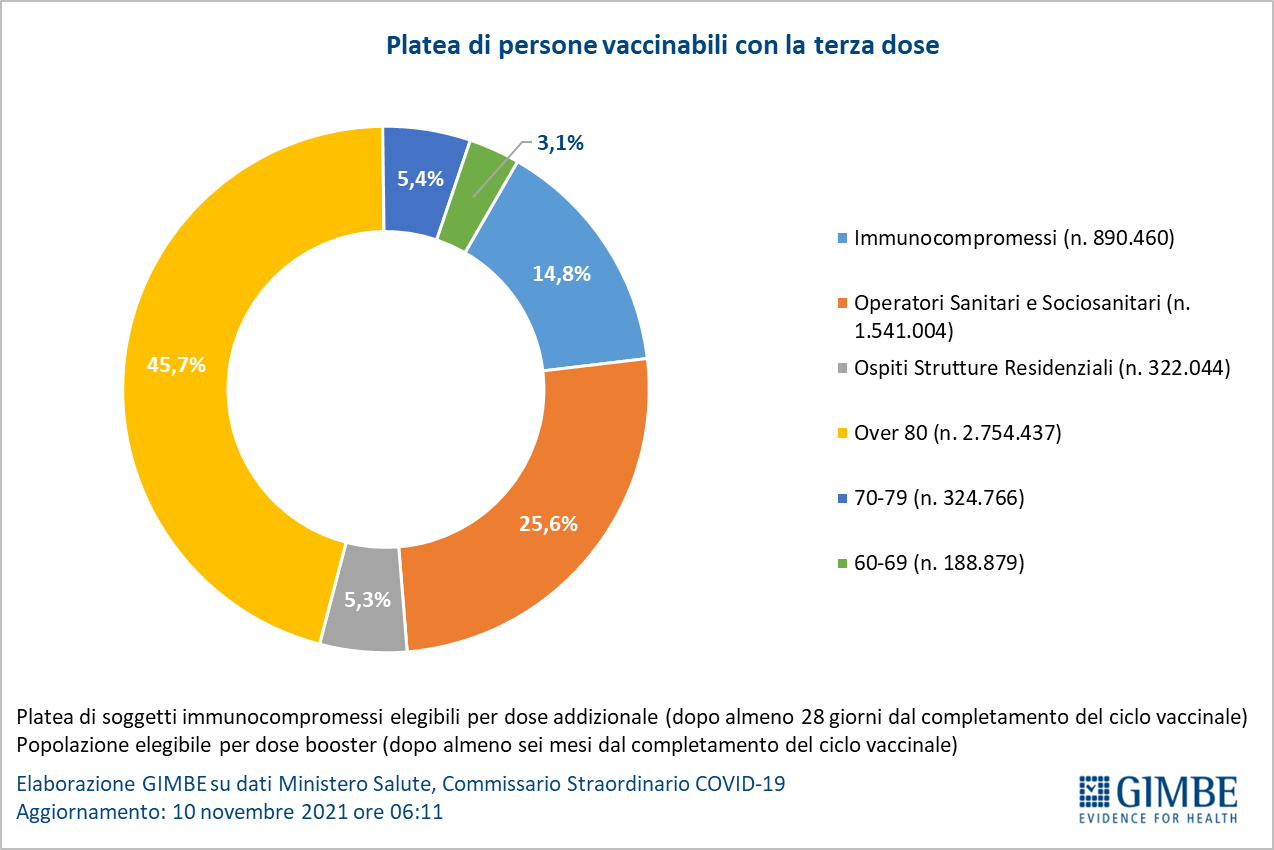 Platea di persone vaccinabili con la terza dose
3,1%
5,4%
14,8%
45,7%
25,6%
5,3%
Immunocompromessi (n. 890.460)
Operatori Sanitari e Sociosanitari (n.
1.541.004)
Ospiti Strutture Residenziali (n. 322.044)
Over 80 (n. 2.754.437)
70-79 (n. 324.766)
60-69 (n. 188.879)
Platea di soggetti immunocompromessi elegibili per dose addizionale (dopo almeno 28 giorni dal completamento del ciclo vaccinale)
Popolazione elegibile per dose booster (dopo almeno sei mesi dal completamento del ciclo vaccinale)
Elaborazione GIMBE su dati Ministero Salute, Commissario Straordinario COVID-19
Aggiornamento: 10 novembre 2021 ore 06:11
GIMBE
EVIDENCE FOR HEALTH